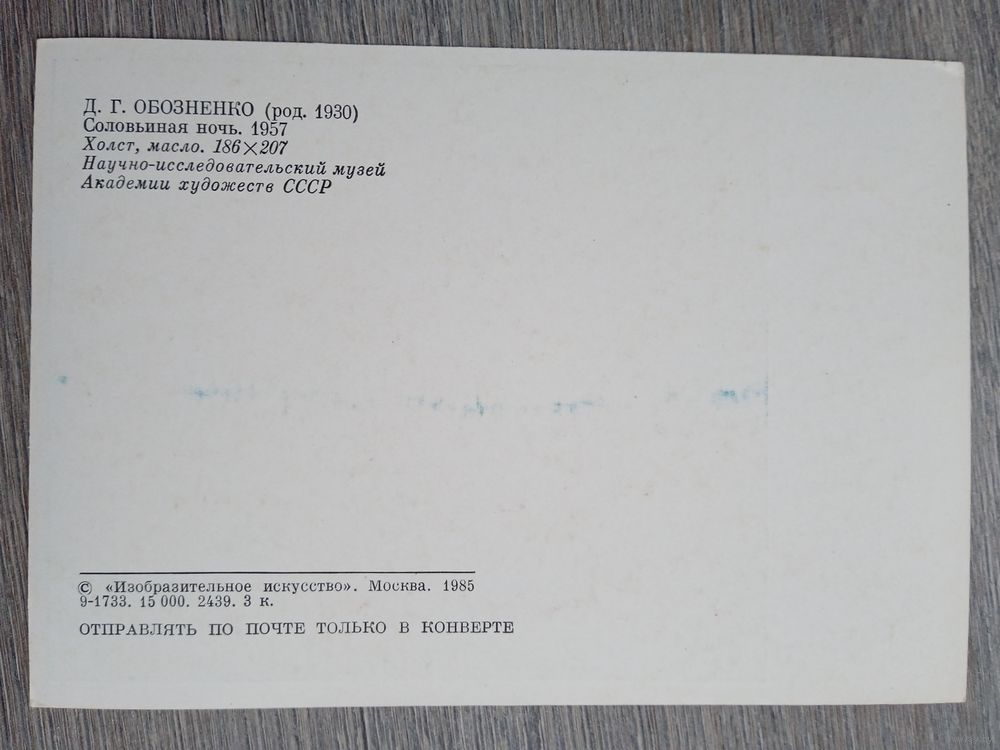 Д. Г. ОБОЗНЕНКО (род. 1930)
Соловьиная ночь. 1957
Холст, масло. 186×207
Научно-исследовательский музей
Академии художеств СССР
© «Изобразительное искусство». Москва. 1985
9-1733. 15 000. 2439. 3 к.
ОТПРАВЛЯТЬ ПО ПОЧТЕ ТОЛЬКО В КОНВЕРТЕ